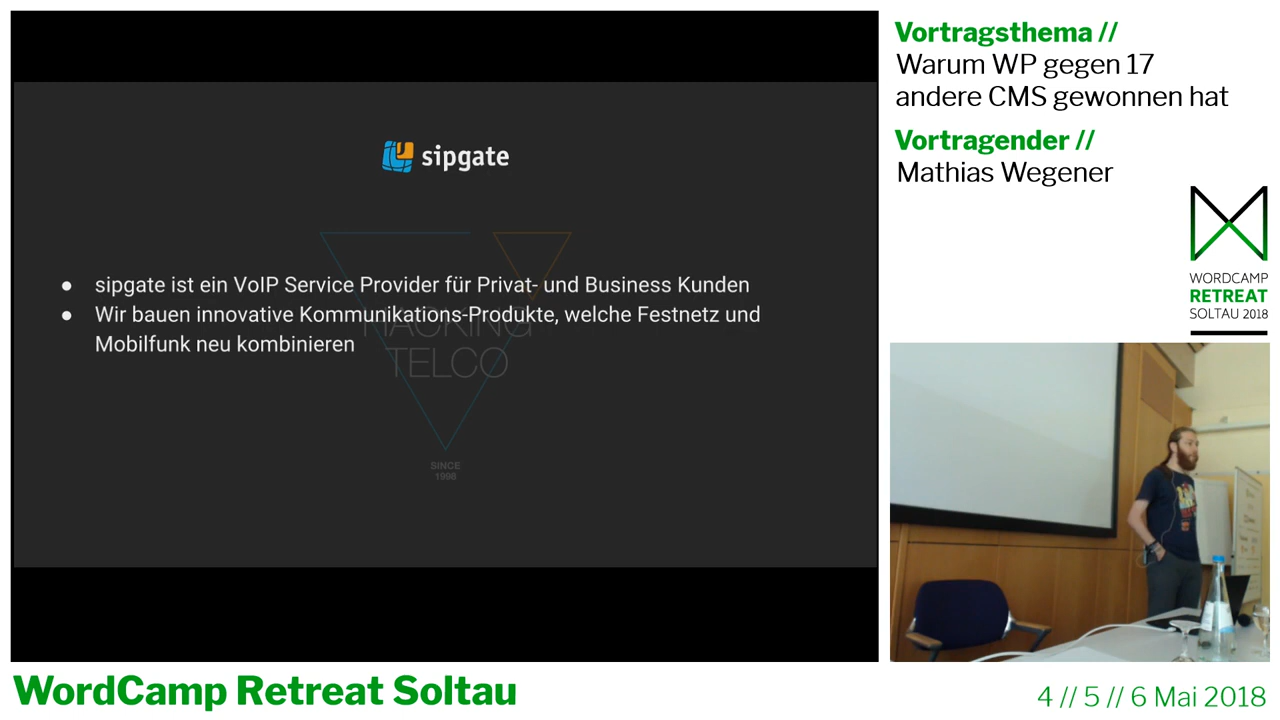 sipgate
sipgate ist ein VoIP Service Provider für Privat- und Business Kunden
Wir bauen innovative Kommunikations-Produkte, welche Festnetz und
Mobilfunk neu kombinieren
HACKING
TELCO
SINCE
1998
Vortragsthema //
Warum WP gegen 17
andere CMS gewonnen hat
Vortragender //
Mathias Wegener
WORDCAMP
RETREAT
SOLTAU 2018
WordCamp Retreat Soltau
4 // 5 // 6 Mai 2018